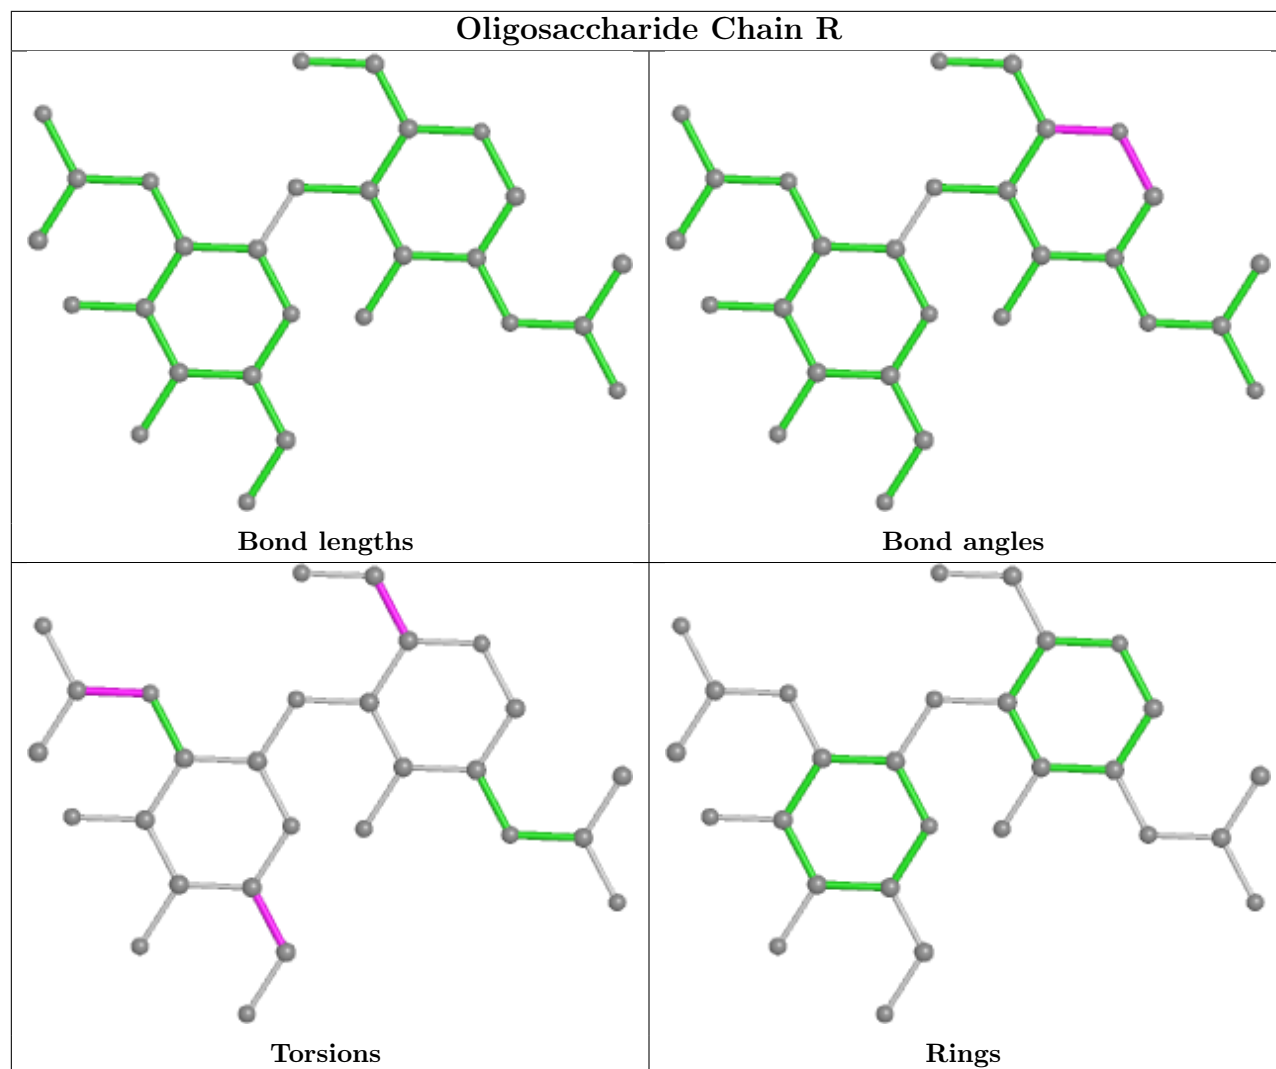 Oligosaccharide Chain R
Bond lengths
Bond angles
Torsions
Rings